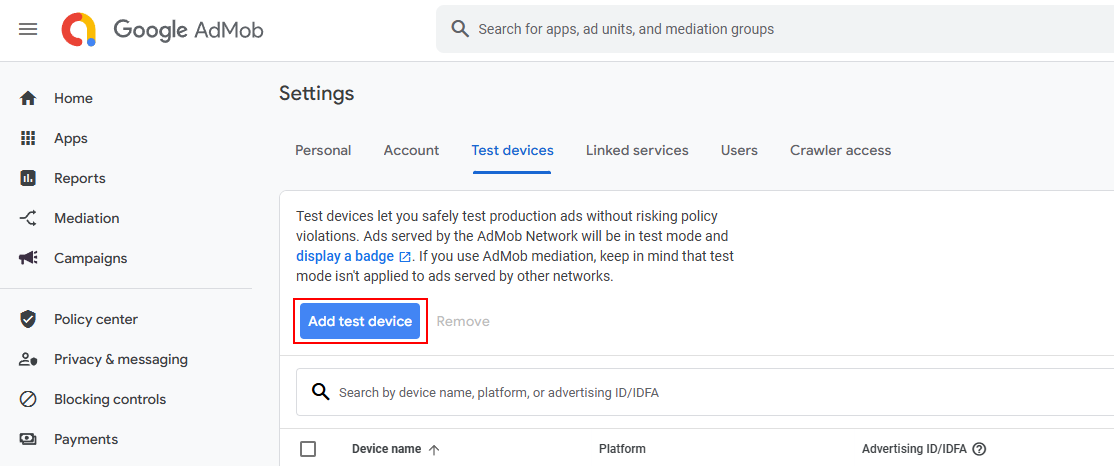 Google AdMob
Search for apps, ad units, and mediation groups
Home
Apps
Reports
Mediation
Campaigns
Policy center
Privacy & messaging
Blocking controls
Payments
Settings
Personal Account Test devices Linked services Users Crawler access
Test devices let you safely test production ads without risking policy
violations. Ads served by the AdMob Network will be in test mode and
display a badge. If you use AdMob mediation, keep in mind that test
mode isn't applied to ads served by other networks.
Add test device Remove
Search by device name, platform, or advertising ID/IDFA
Device name Platform Advertising ID/IDFA